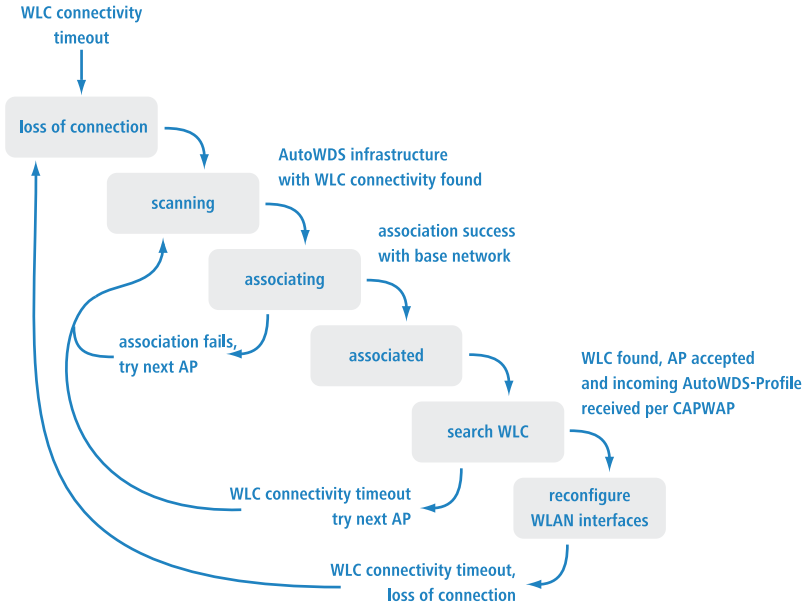 WLC connectivity
timeout
loss of connection
AutoWDS infrastructure
with WLC connectivity found
scanning
association success
with base network
associating
association fails,
try next AP
associated
WLC found, AP accepted
and incoming AutoWDS-Profile
received per CAPWAP
search WLC
WLC connectivity timeout
try next AP
reconfigure
WLAN interfaces
WLC connectivity timeout,
loss of connection